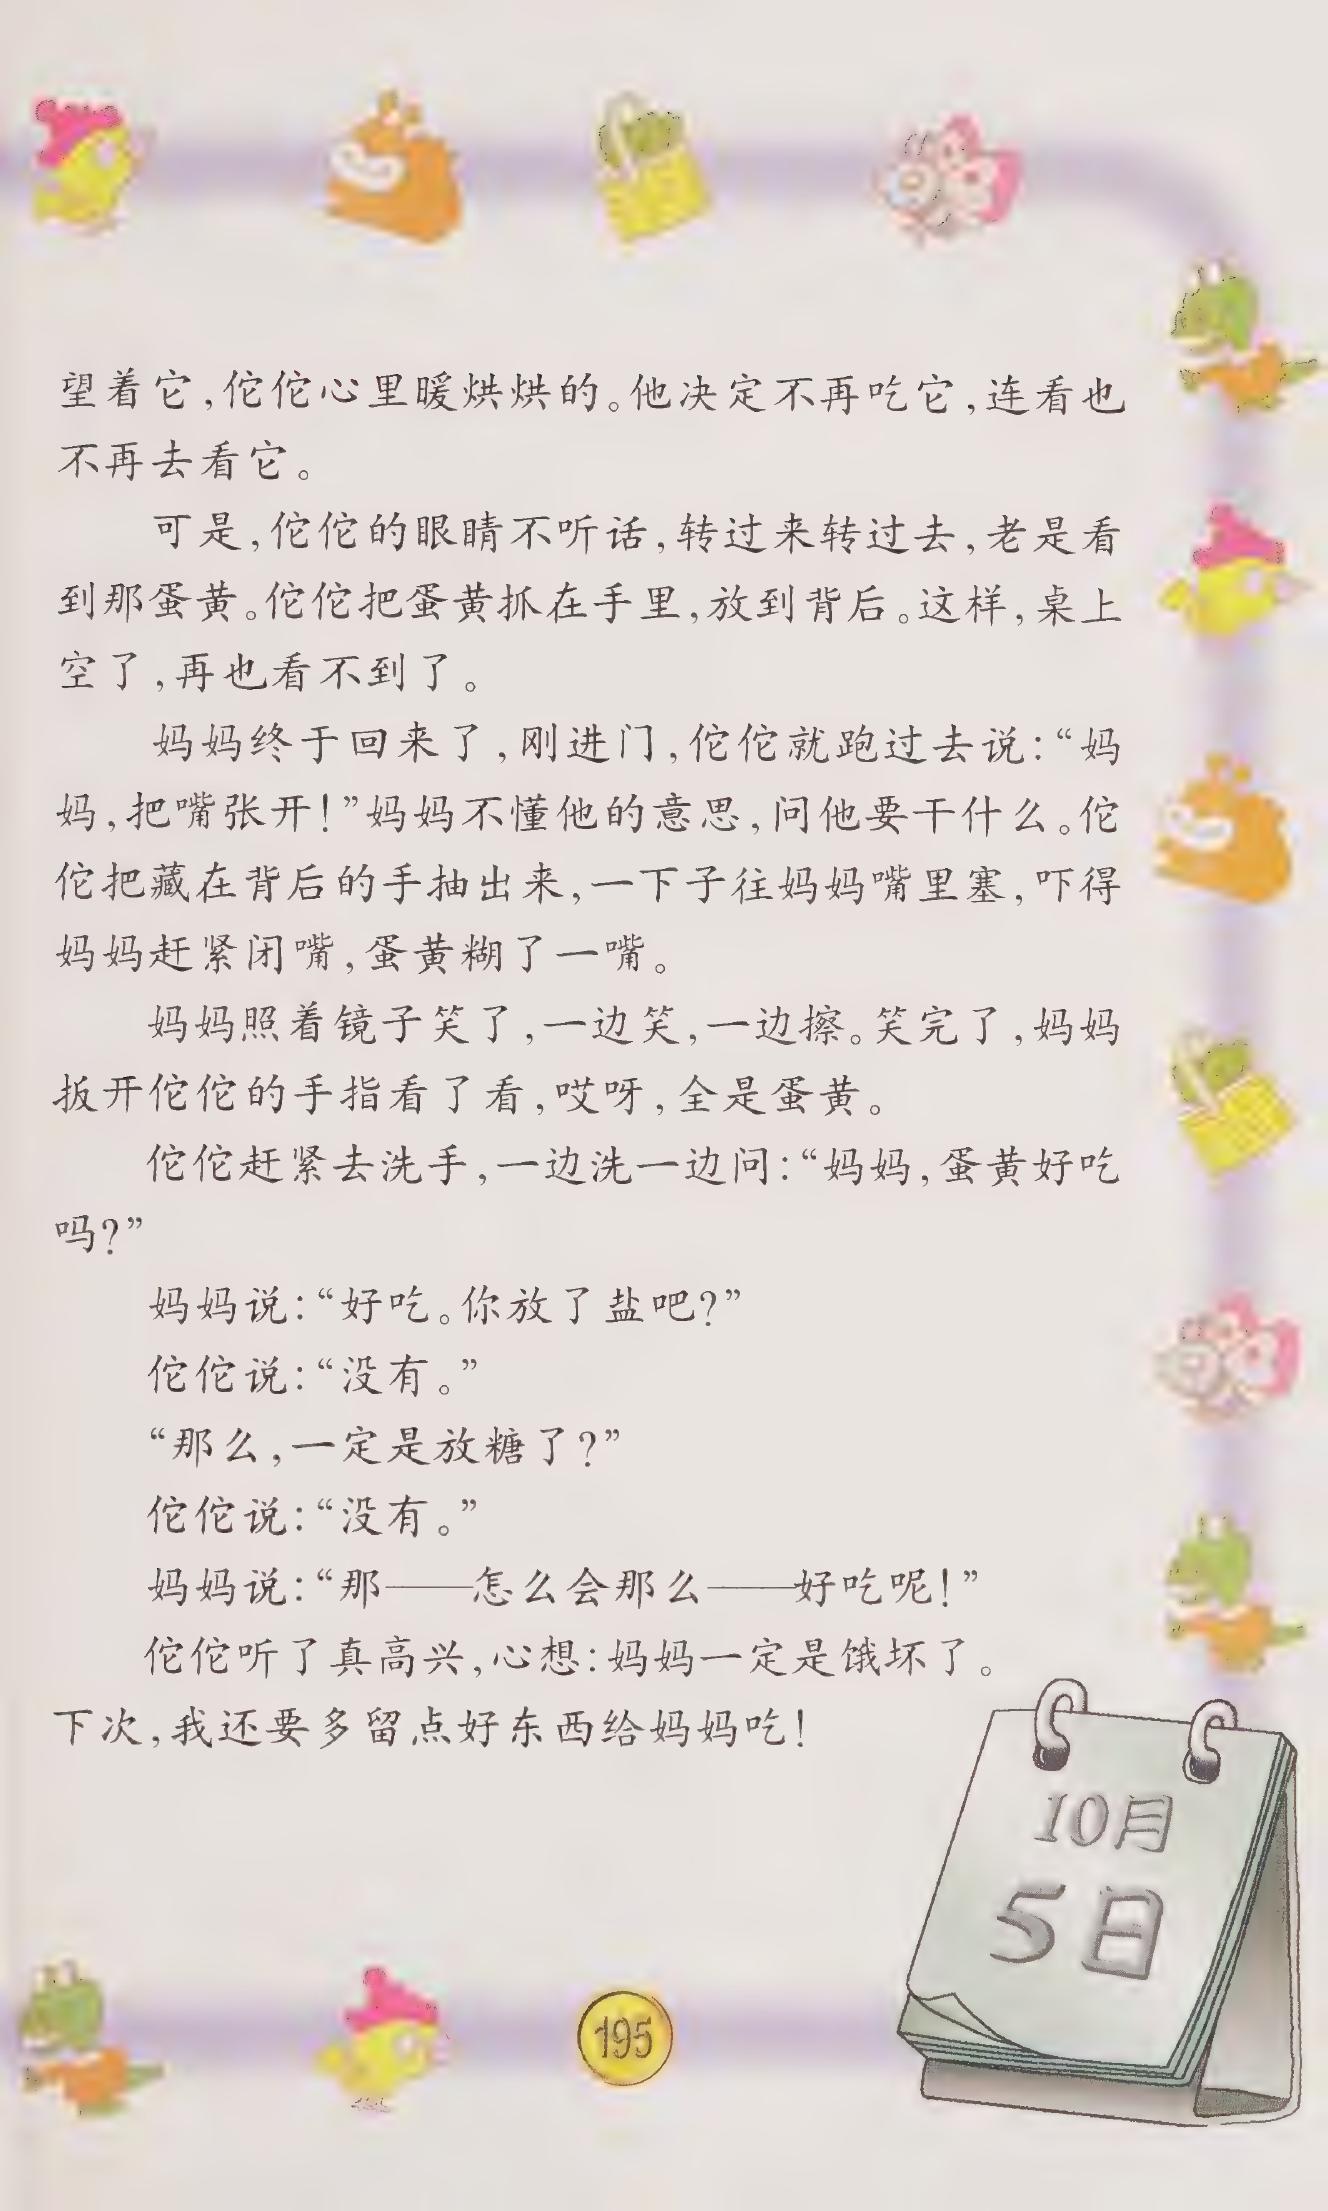 望着它,佗佗心里暖烘烘的。他决定不再吃它,连看也
不再去看它。
可是,佗佗的眼睛不听话,转过来转过去,老是看
到那蛋黄。佗佗把蛋黄抓在手里,放到背后。这样,桌上
空了,再也看不到了。
妈妈终于回来了,刚进门,佗佗就跑过去说:“妈
妈,把嘴张开!”妈妈不懂他的意思,问他要干什么。佗
佗把藏在背后的手抽出来,一下子往妈妈嘴里塞,吓得
妈妈赶紧闭嘴,蛋黄糊了一嘴。
妈妈照着镜子笑了,一边笑,一边擦。笑完了,妈妈
扳开佗佗的手指看了看,哎呀,全是蛋黄。
佗佗赶紧去洗手,一边洗一边问:“妈妈,蛋黄好吃
吗?”
妈妈说:“好吃。你放了盐吧?”
佗佗说:“没有。”
“那么,一定是放糖了?”
佗佗说:“没有。”
妈妈说:“那——怎么会那么——好吃呢!”
佗佗听了真高兴,心想:妈妈一定是饿坏了。
下次,我还要多留点好东西给妈妈吃!
10月
5日
195